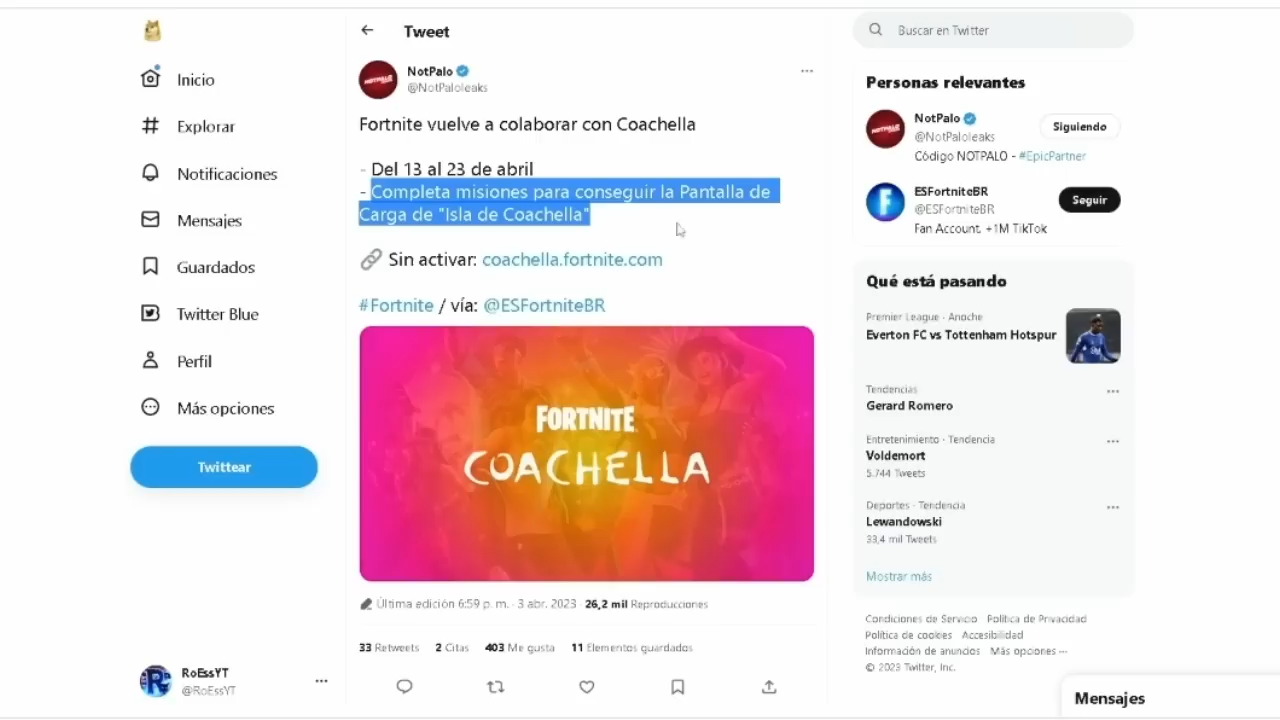 Inicio
Explorar
Notificaciones
Mensajes
Guardados
Twitter Blue
Perfil
Más opciones
Twittear
RoEssYT
@RoEssYT
Tweet
NotPalo
@NotPaloleaks
Fortnite vuelve a colaborar con Coachella
- Del 13 al 23 de abril
- Completa misiones para conseguir la Pantalla de
Carga de "Isla de Coachella"
Sin activar: coachella.fortnite.com
#Fortnite / vía: @ESFortniteBR
FORTNITE
COACHELLA
Última edición 6:59 p. m. · 3 abr. 2023 · 26,2 mil Reproducciones
33 Retweets 2 Citas 403 Me gusta 11 Elementos guardados
Buscar en Twitter
Personas relevantes
NotPalo
@NotPaloleaks
Siguiendo
Código NOTPALO - #EpicPartner
ESFortniteBR
@ESFortniteBR
Seguir
Fan Account. +1M TikTok
Qué está pasando
Premier League · Anoche
Everton FC vs Tottenham Hotspur
Tendencias
Gerard Romero
Entretenimiento · Tendencia
Voldemort
5.744 Tweets
Deportes · Tendencia
Lewandowski
33,4 mil Tweets
Mostrar más
Condiciones de Servicio Política de Privacidad
Política de cookies Accesibilidad
Información de anuncios Más opciones ···
© 2023 Twitter, Inc.
Mensajes